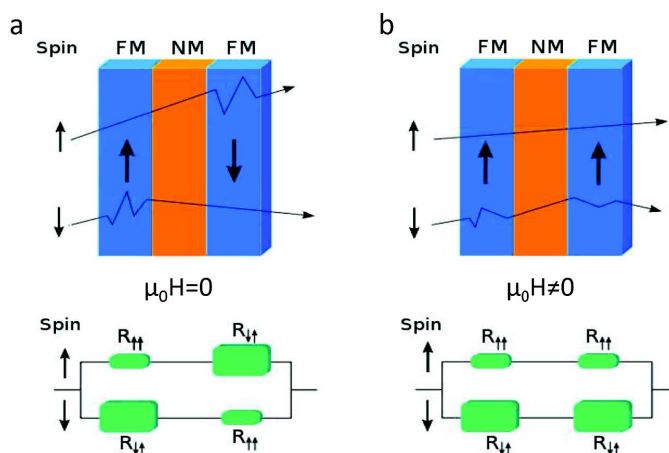 a
Spin FM NM FM
μ₀H=0
Spin
R↑↑ R↓↑
R↓↑ R↑↑
b
Spin FM NM FM
μ₀H≠0
Spin
R↑↑ R↑↑
R↓↑ R↓↑